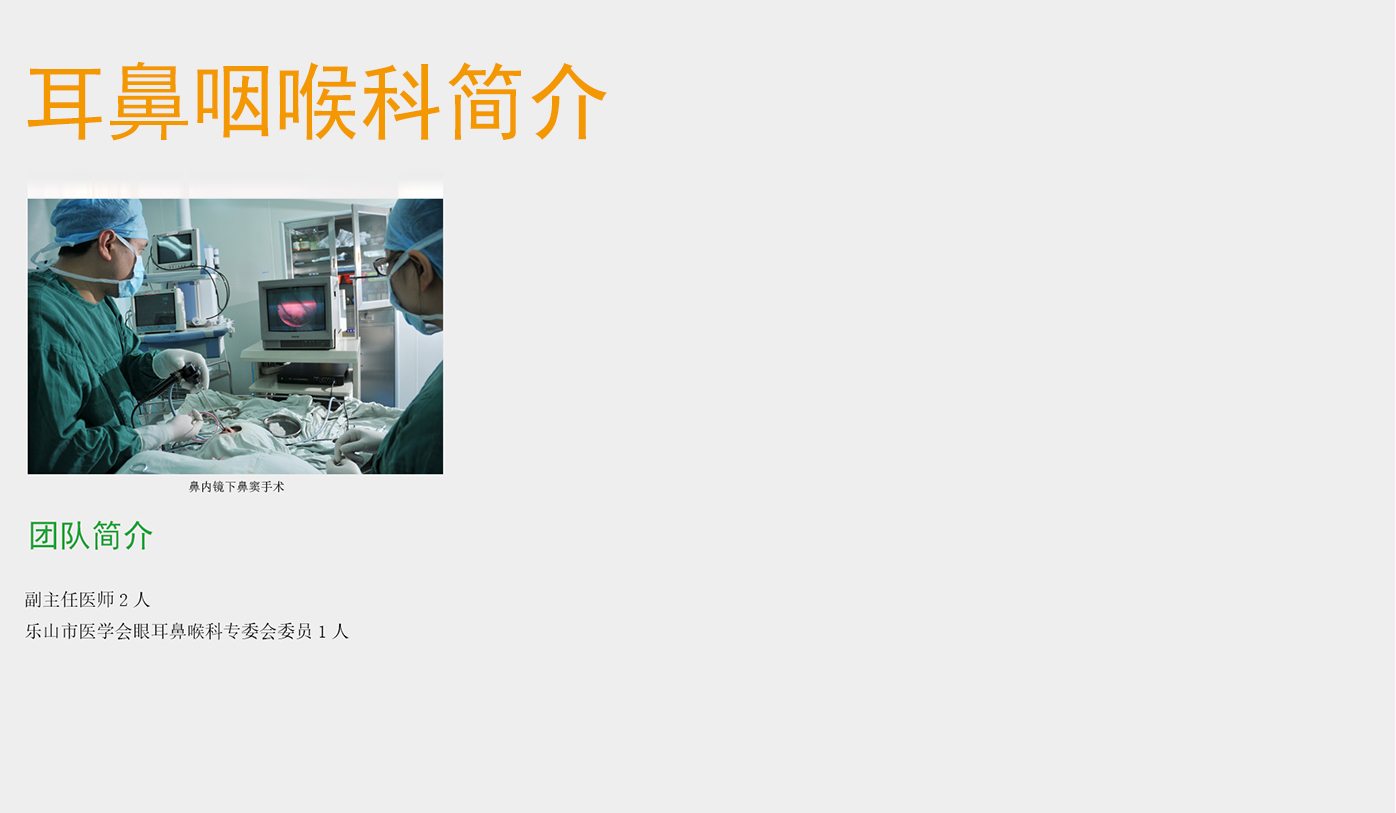 耳鼻咽喉科简介
鼻内镜下鼻窦手术
团队简介
副主任医师 2 人
乐山市医学会眼耳鼻喉科专委会委员 1 人